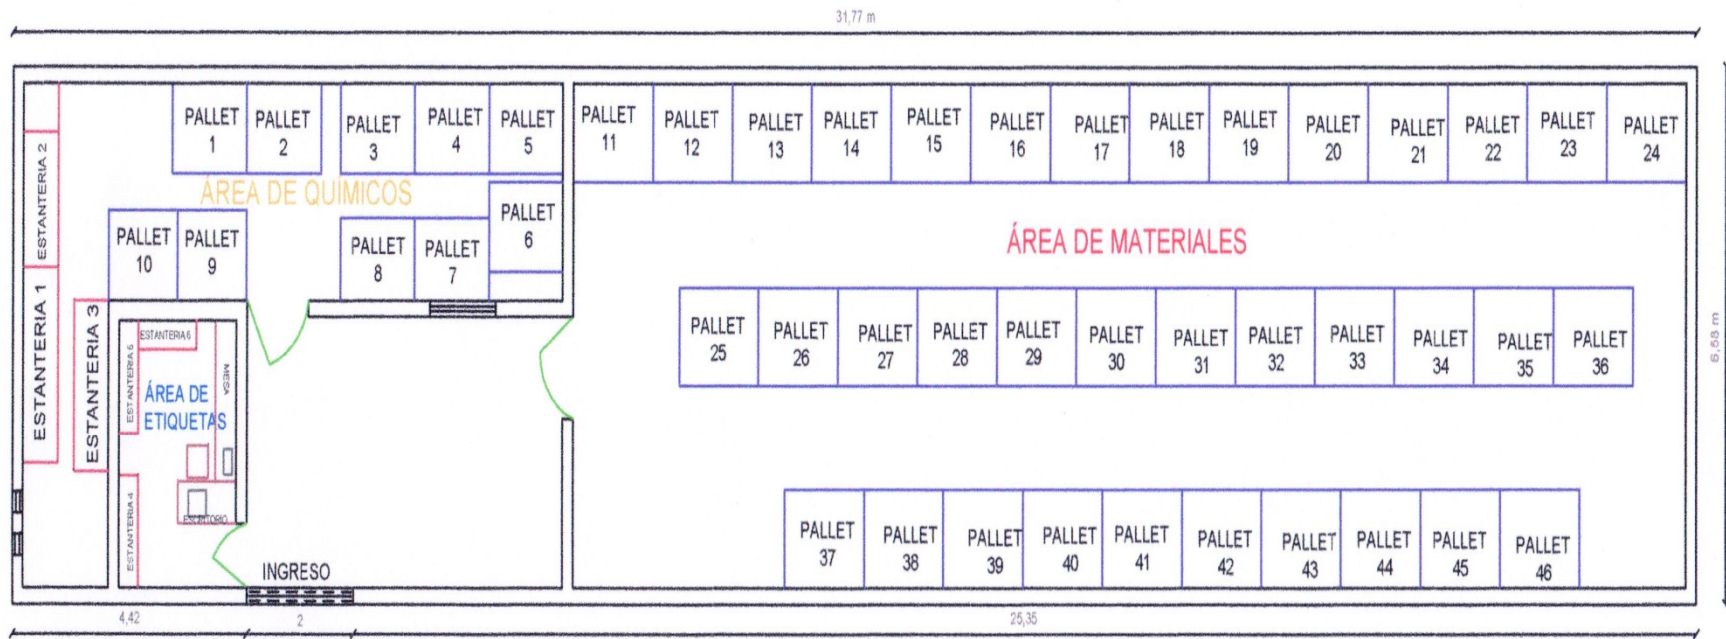 31,77 m
PALLET
1
PALLET
2
PALLET
3
PALLET
4
PALLET
5
PALLET
11
PALLET
12
PALLET
13
PALLET
14
PALLET
15
PALLET
16
PALLET
17
PALLET
18
PALLET
19
PALLET
20
PALLET
21
PALLET
22
PALLET
23
PALLET
24
ESTANTERIA 2
ÁREA DE QUÍMICOS
PALLET
6
PALLET
10
PALLET
9
PALLET
8
PALLET
7
ÁREA DE MATERIALES
ESTANTERIA 1
ESTANTERIA 3
ESTANTERIA 6
ESTANTERIA 5
MESA
ÁREA DE
ETIQUETAS
ESTANTERIA 4
ESCRITORIO
INGRESO
PALLET
25
PALLET
26
PALLET
27
PALLET
28
PALLET
29
PALLET
30
PALLET
31
PALLET
32
PALLET
33
PALLET
34
PALLET
35
PALLET
36
6,58 m
PALLET
37
PALLET
38
PALLET
39
PALLET
40
PALLET
41
PALLET
42
PALLET
43
PALLET
44
PALLET
45
PALLET
46
4,42
2
25,35